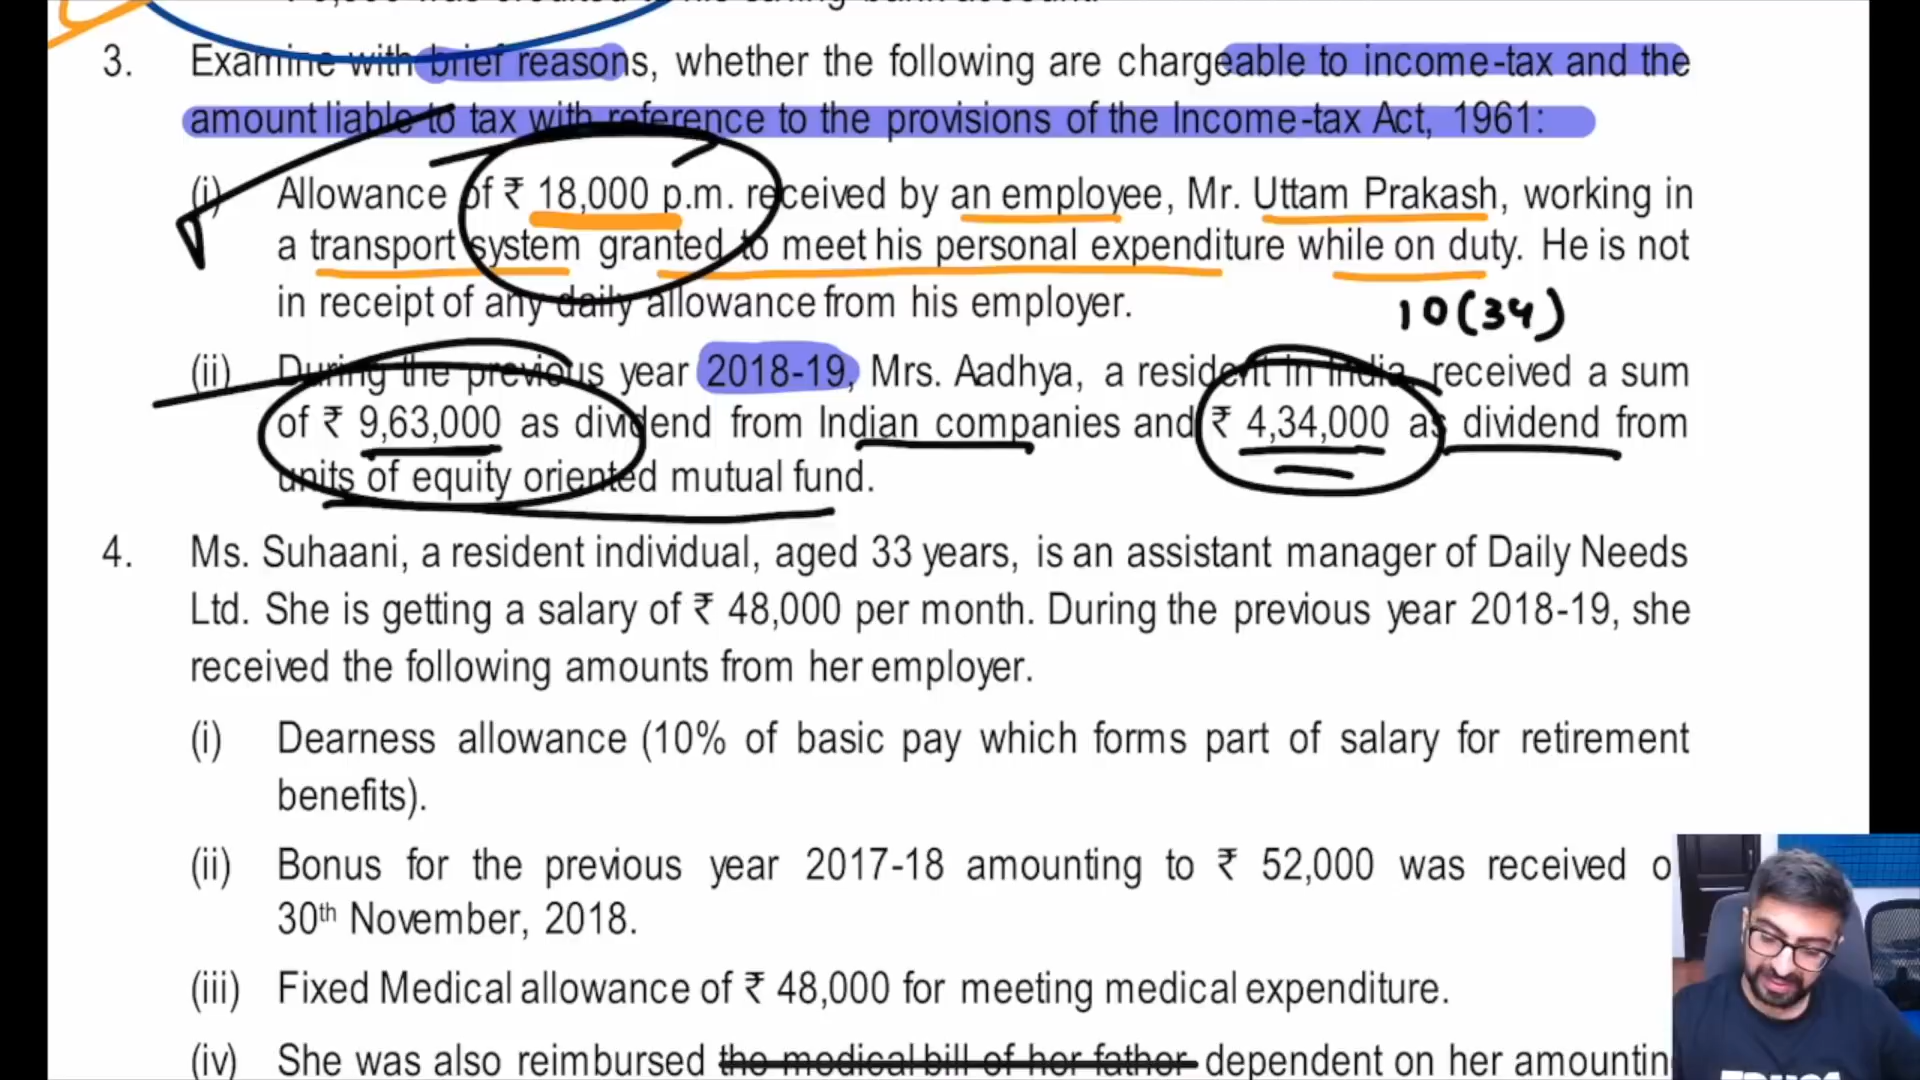 3. Examine with brief reasons, whether the following are chargeable to income-tax and the
amount liable to tax with reference to the provisions of the Income-tax Act, 1961:
(i) Allowance of ₹ 18,000 p.m. received by an employee, Mr. Uttam Prakash, working in
a transport system granted to meet his personal expenditure while on duty. He is not
in receipt of any daily allowance from his employer.
10(34)
(ii) During the previous year 2018-19, Mrs. Aadhya, a resident in India, received a sum
of ₹ 9,63,000 as dividend from Indian companies and ₹ 4,34,000 as dividend from
units of equity oriented mutual fund.
4. Ms. Suhaani, a resident individual, aged 33 years, is an assistant manager of Daily Needs
Ltd. She is getting a salary of ₹ 48,000 per month. During the previous year 2018-19, she
received the following amounts from her employer.
(i) Dearness allowance (10% of basic pay which forms part of salary for retirement
benefits).
(ii) Bonus for the previous year 2017-18 amounting to ₹ 52,000 was received o
30th November, 2018.
(iii) Fixed Medical allowance of ₹ 48,000 for meeting medical expenditure.
(iv) She was also reimbursed the medical bill of her father dependent on her amountin